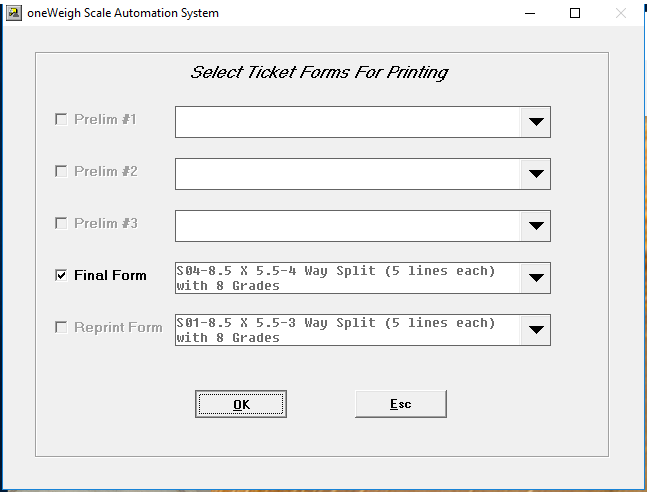 oneWeigh Scale Automation System
Select Ticket Forms For Printing
Prelim #1
Prelim #2
Prelim #3
Final Form
S04-8.5 X 5.5-4 Way Split (5 lines each)
with 8 Grades
Reprint Form
S01-8.5 X 5.5-3 Way Split (5 lines each)
with 8 Grades
OK
Esc